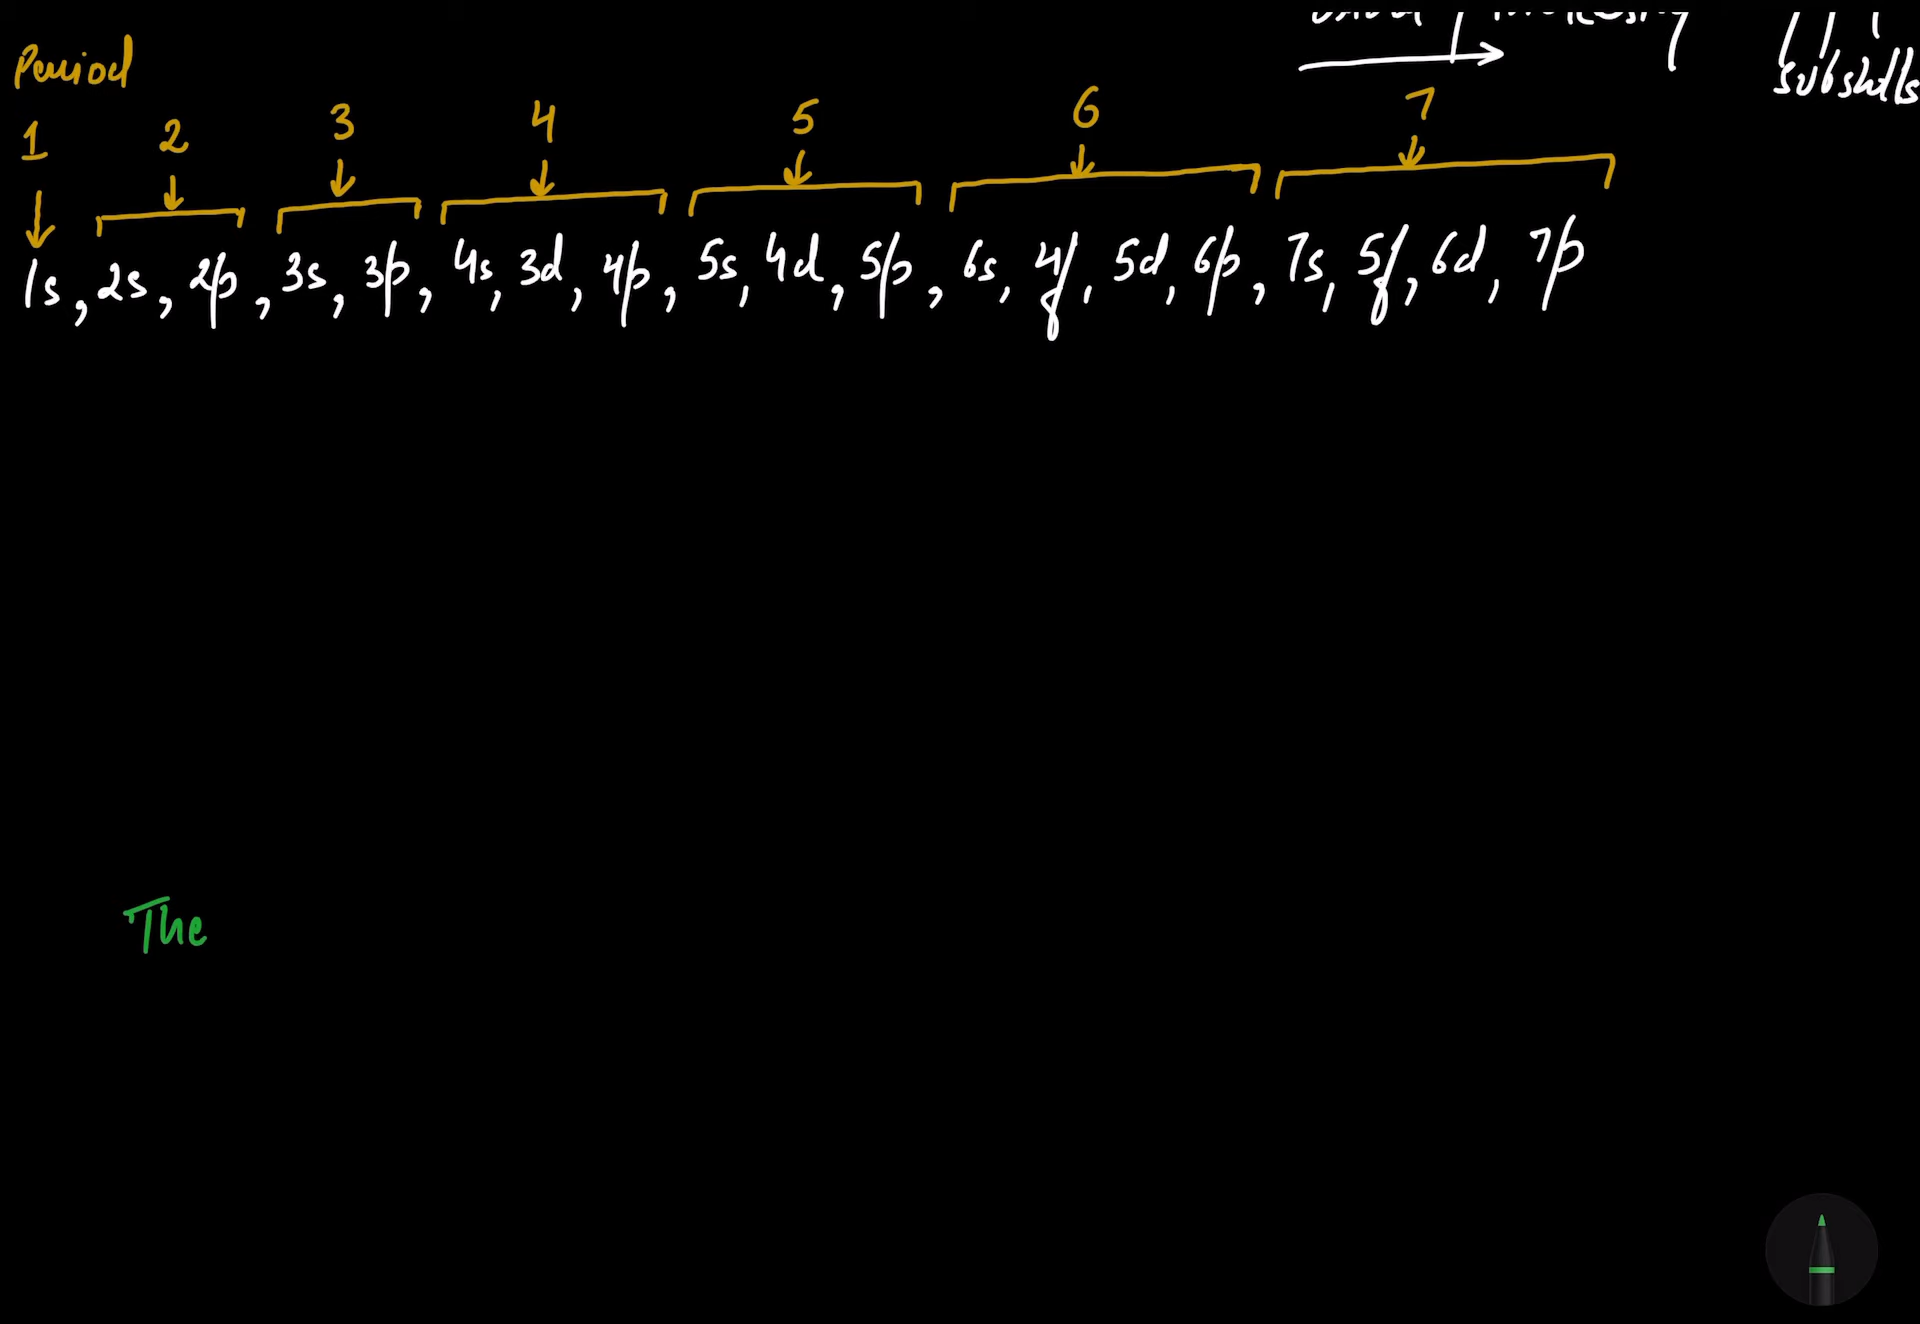 subshells
Period
1 2 3 4 5 6 7
1s, 2s, 2p, 3s, 3p, 4s, 3d, 4p, 5s, 4d, 5p, 6s, 4f, 5d, 6p, 7s, 5f, 6d, 7p
The